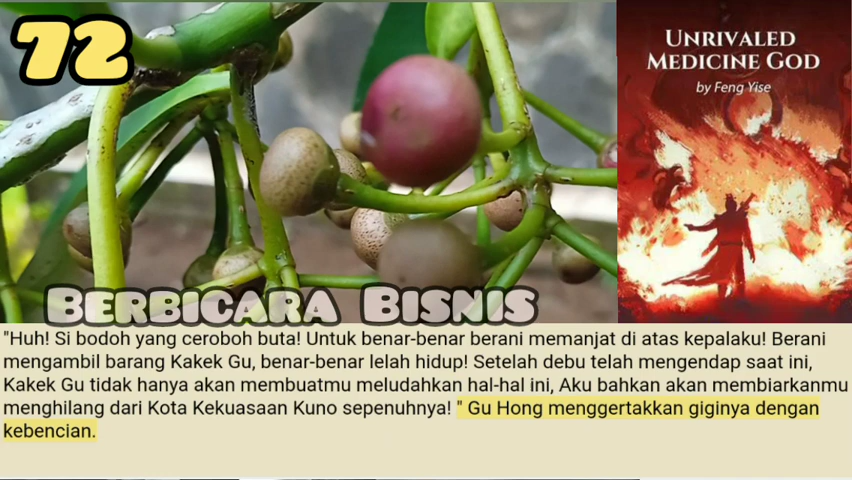 72
UNRIVALED
MEDICINE GOD
by Feng Yise
BERBICARA BISNIS
"Huh! Si bodoh yang ceroboh buta! Untuk benar-benar berani memanjat di atas kepalaku! Berani
mengambil barang Kakek Gu, benar-benar lelah hidup! Setelah debu telah mengendap saat ini,
Kakek Gu tidak hanya akan membuatmu meludahkan hal-hal ini, Aku bahkan akan membiarkanmu
menghilang dari Kota Kekuasaan Kuno sepenuhnya! " Gu Hong menggertakkan giginya dengan
kebencian.